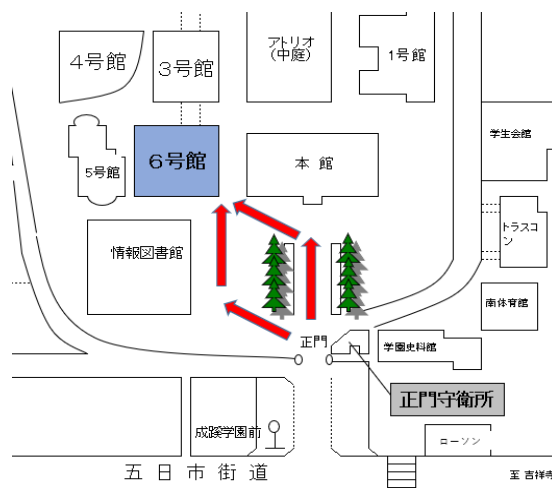 4号館
3号館
アトリオ
(中庭)
1号館
5号館
6号館
本館
学生会館
情報図書館
トラスコン
南体育館
正門
学園史料館
正門守衛所
成蹊学園前
ローソン
五日市街道
至 吉祥寺